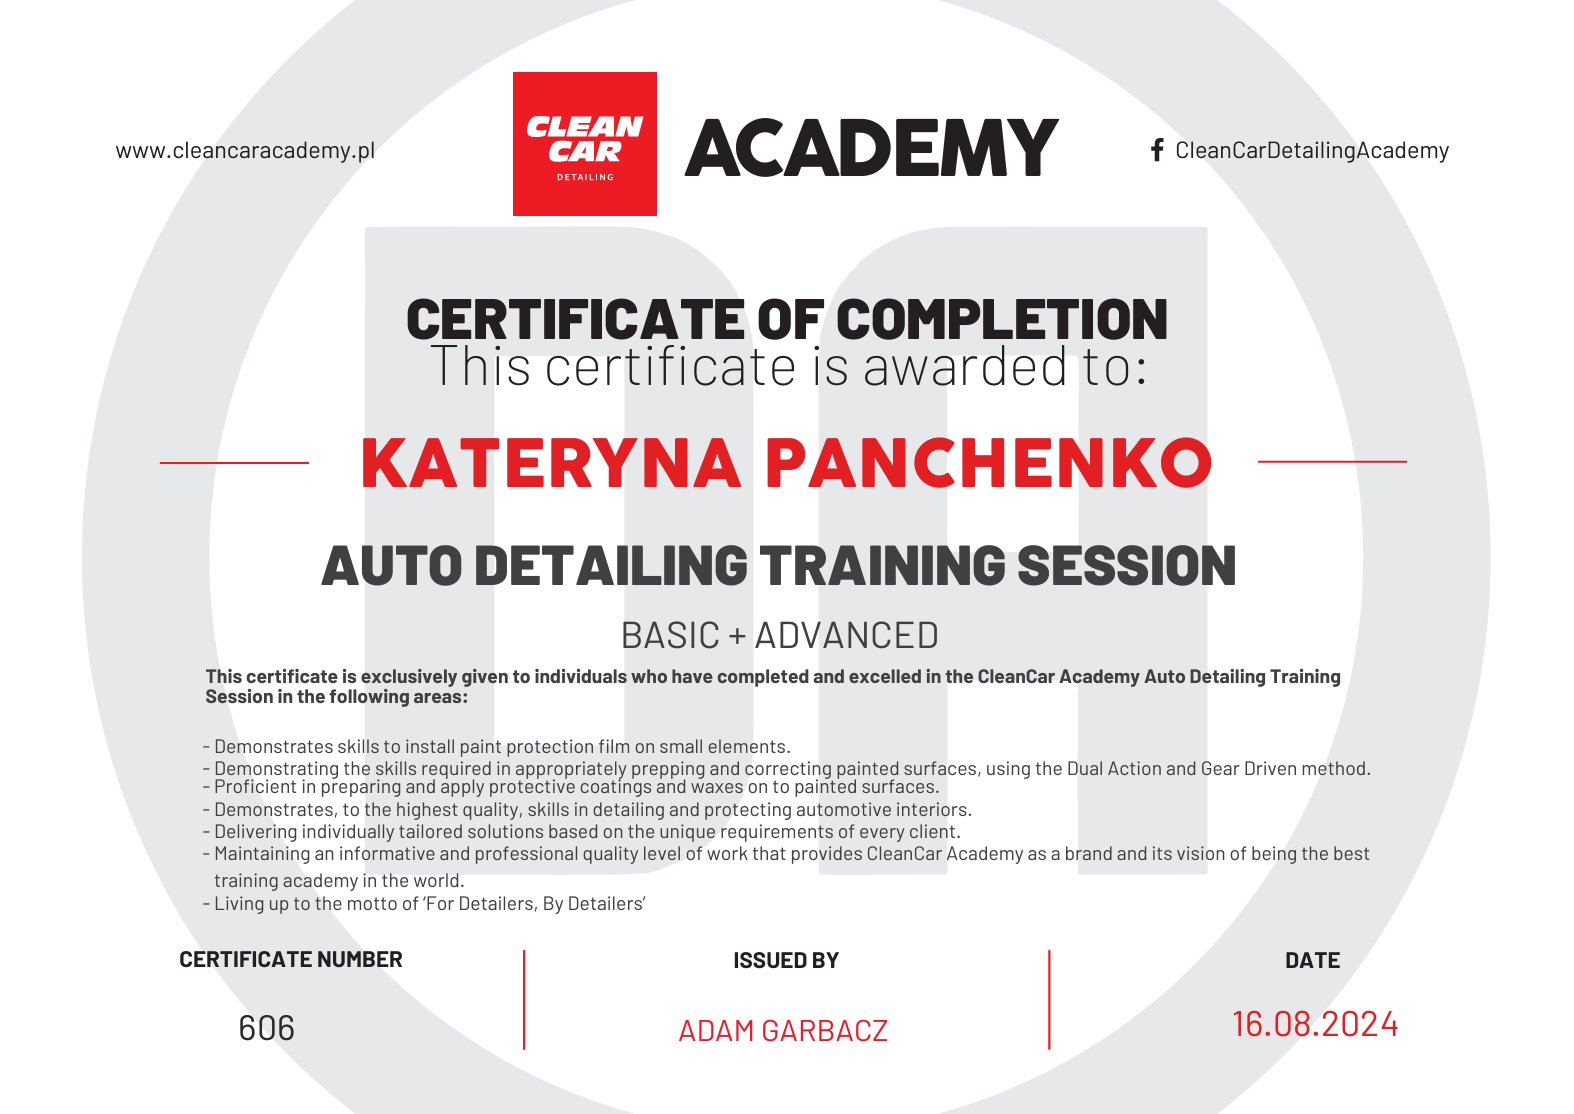 www.cleancaracademy.pl
CLEAN
CAR
DETAILING
ACADEMY
CleanCarDetailingAcademy
CERTIFICATE OF COMPLETION
This certificate is awarded to:
KATERYNA PANCHENKO
AUTO DETAILING TRAINING SESSION
BASIC + ADVANCED
This certificate is exclusively given to individuals who have completed and excelled in the CleanCar Academy Auto Detailing Training
Session in the following areas:
- Demonstrates skills to install paint protection film on small elements.
- Demonstrating the skills required in appropriately prepping and correcting painted surfaces, using the Dual Action and Gear Driven method.
- Proficient in preparing and apply protective coatings and waxes on to painted surfaces.
- Demonstrates, to the highest quality, skills in detailing and protecting automotive interiors.
- Delivering individually tailored solutions based on the unique requirements of every client.
- Maintaining an informative and professional quality level of work that provides CleanCar Academy as a brand and its vision of being the best
training academy in the world.
- Living up to the motto of ‘For Detailers, By Detailers’
CERTIFICATE NUMBER
606
ISSUED BY
ADAM GARBACZ
DATE
16.08.2024